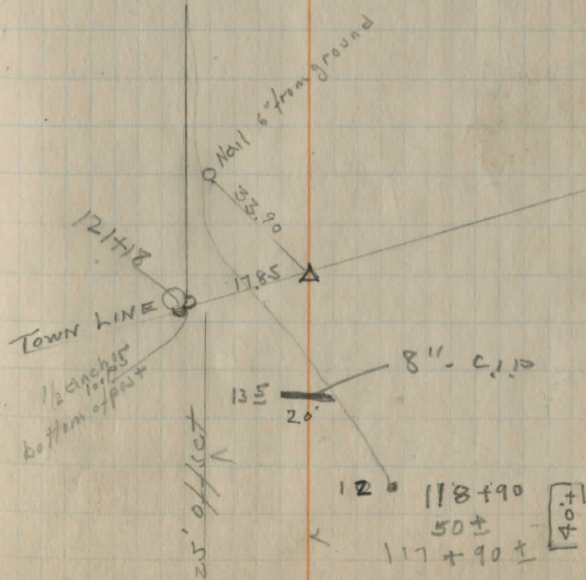 Nail 6" from ground
33.90
121+18
17.85
TOWN LINE
bottom of post
8" - C.I.P
13 5
20'
25' offset
12
118+90
50±
117+90±
40'±